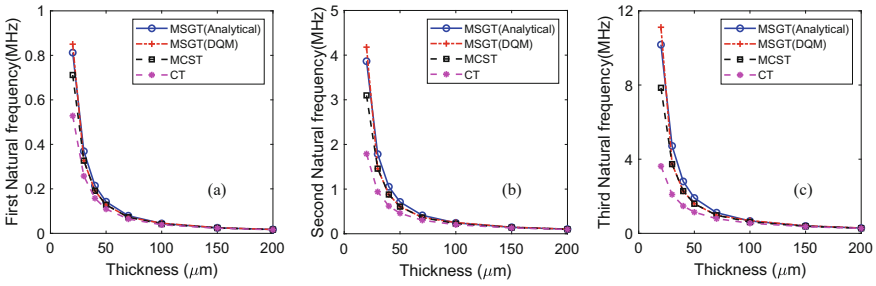 First Natural frequency(MHz)
1
0.8
0.6
0.4
0.2
0
0
50
100
150
200
Thickness (μm)
MSGT(Analytical)
MSGT(DQM)
MCST
CT
(a)
Second Natural frequency(MHz)
5
4
3
2
1
0
0
50
100
150
200
Thickness (μm)
MSGT(Analytical)
MSGT(DQM)
MCST
CT
(b)
Third Natural frequency(MHz)
12
8
4
0
0
50
100
150
200
Thickness (μm)
MSGT(Analytical)
MSGT(DQM)
MCST
CT
(c)